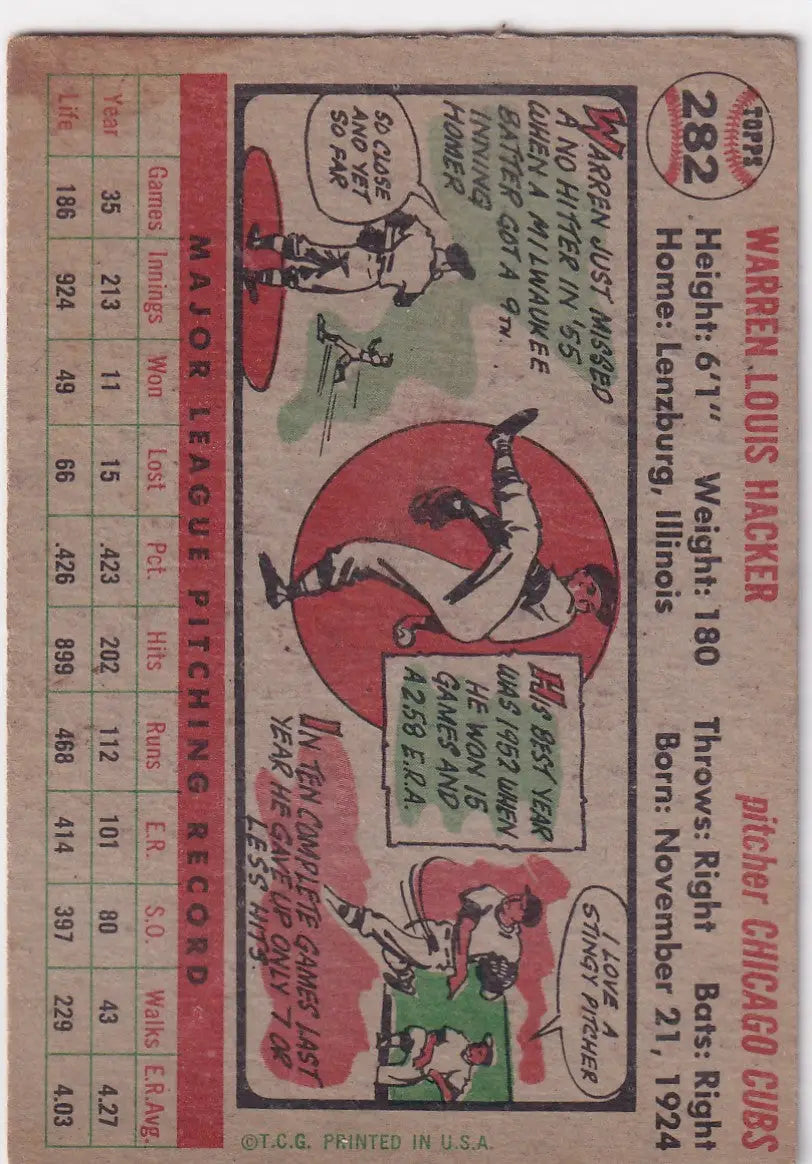 TOPPS
282
WARREN LOUIS HACKER pitcher CHICAGO CUBS
Height: 6'1" Weight: 180 Throws: Right Bats: Right
Home: Lenzburg, Illinois Born: November 21, 1924
WARREN JUST MISSED
A NO HITTER IN '55
WHEN A MILWAUKEE
BATTER GOT A 9TH.
INNING
HOMER
SO CLOSE
AND YET
SO FAR
HIS BEST YEAR
WAS 1952 WHEN
HE WON 15
GAMES AND
A 2.58 E.R.A.
I LOVE A
STINGY PITCHER
IN TEN COMPLETE GAMES LAST
YEAR HE GAVE UP ONLY 7 OR
LESS HITS.
©T.C.G. PRINTED IN U.S.A.
MAJOR LEAGUE PITCHING RECORD
Games Innings Won Lost Pct. Hits Runs E.R. S.O. Walks E.R.Avg.
Year 35 213 11 15 .423 202 112 101 80 43 4.27
Life 186 924 49 66 .426 899 468 414 397 229 4.03